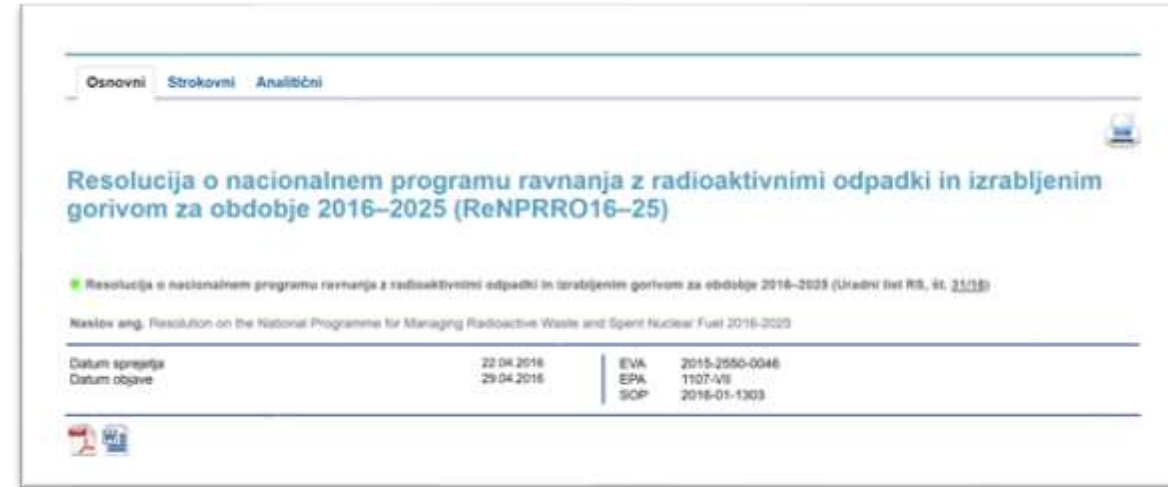 Osnovni Strokovni Analitični
Resolucija o nacionalnem programu ravnanja z radioaktivnimi odpadki in izrabljenim
gorivom za obdobje 2016–2025 (ReNPRRO16–25)
Resolucija o nacionalnem programu ravnanja z radioaktivnimi odpadki in izrabljenim gorivom za obdobje 2016–2025 (Uradni list RS, št. 31/16)
Naslov ang. Resolution on the National Programme for Managing Radioactive Waste and Spent Nuclear Fuel 2016-2025
Datum sprejetja 22.04.2016 EVA 2015-2550-0046
Datum objave 29.04.2016 EPA 1107-VII
SOP 2016-01-1303